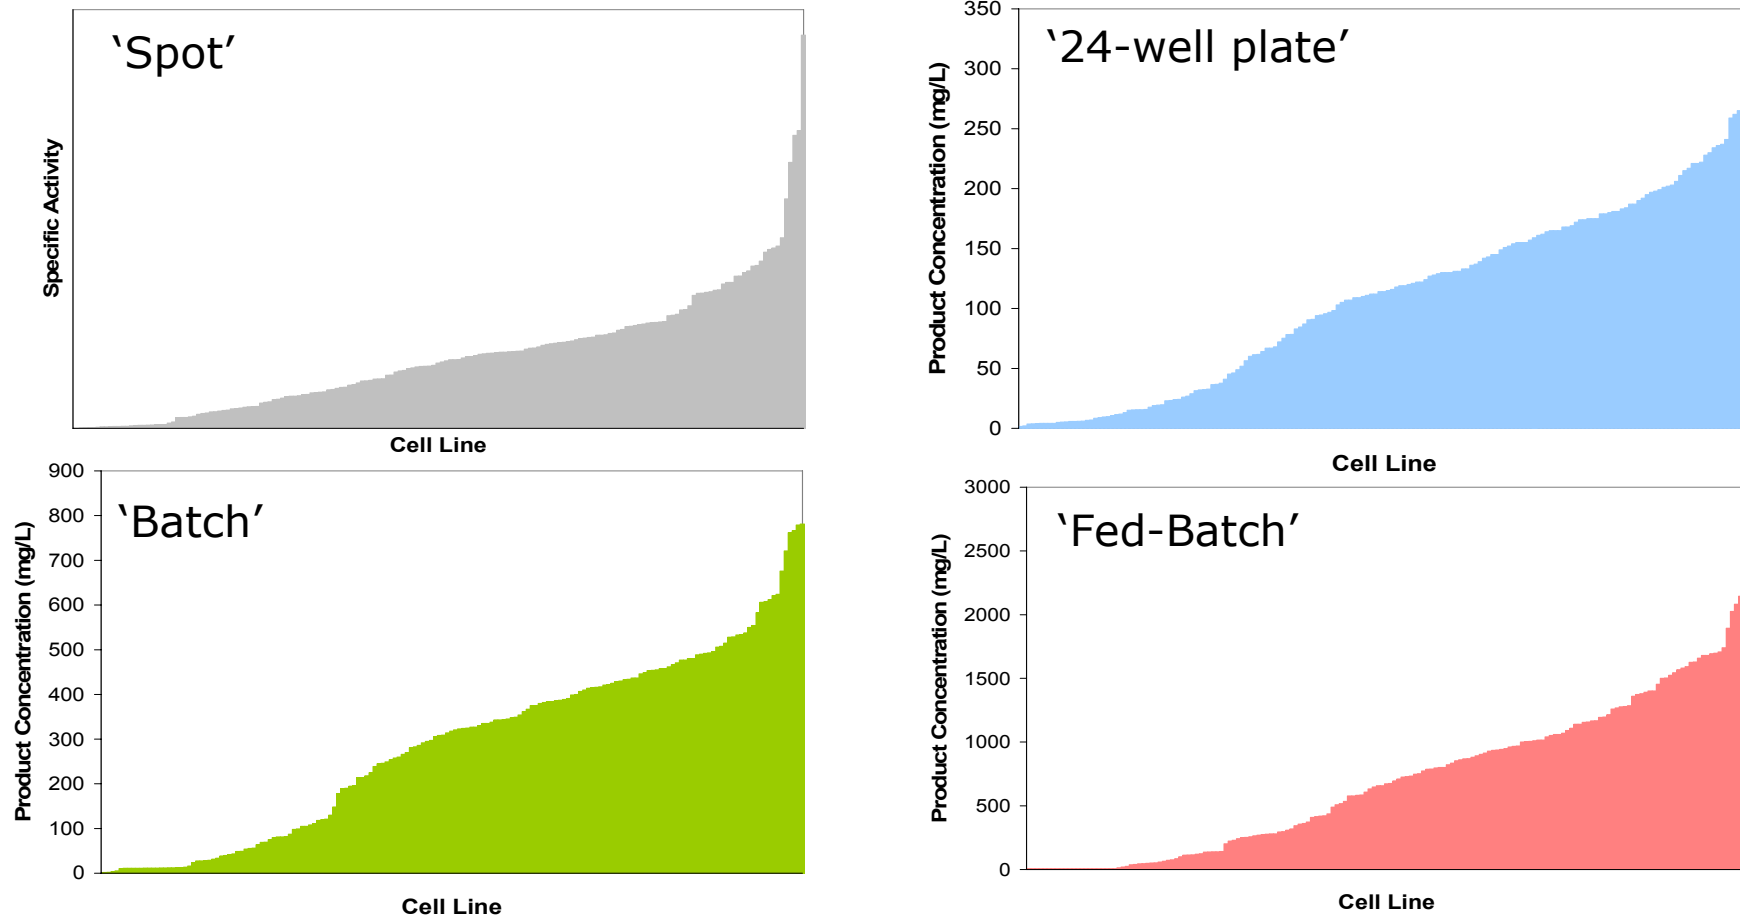 ‘Spot’
Specific Activity
Cell Line
‘24-well plate’
Product Concentration (mg/L)
350
300
250
200
150
100
50
0
Cell Line
‘Batch’
Product Concentration (mg/L)
900
800
700
600
500
400
300
200
100
0
Cell Line
‘Fed-Batch’
Product Concentration (mg/L)
3000
2500
2000
1500
1000
500
0
Cell Line